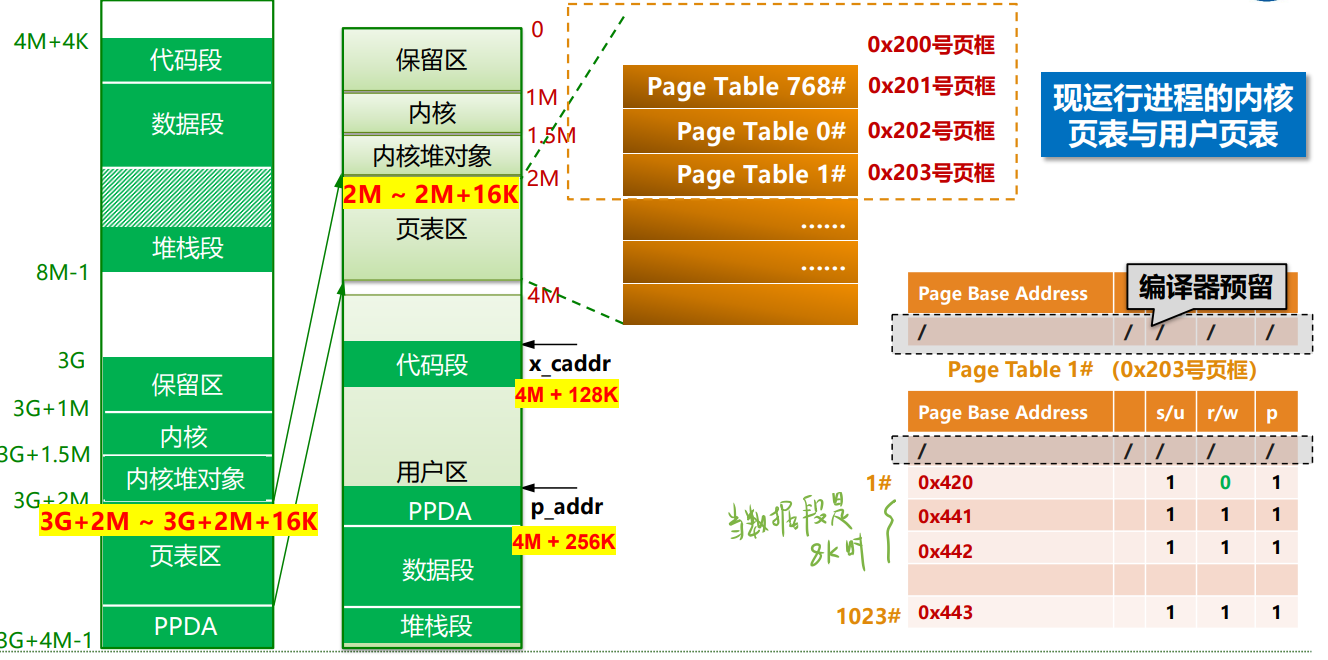 4M+4K
代码段
数据段
堆栈段
8M-1
3G
保留区
3G+1M
内核
3G+1.5M
内核堆对象
3G+2M
3G+2M ~ 3G+2M+16K
页表区
PPDA
3G+4M-1
0
保留区
1M
内核
1.5M
内核堆对象
2M
2M ~ 2M+16K
页表区
4M
代码段
x_caddr
4M + 128K
用户区
PPDA
p_addr
4M + 256K
数据段
堆栈段
0x200号页框
Page Table 768# 0x201号页框
Page Table 0# 0x202号页框
Page Table 1# 0x203号页框
......
......
现运行进程的内核
页表与用户页表
编译器预留
Page Base Address
/ / / / /
Page Table 1# (0x203号页框)
Page Base Address s/u r/w p
/ / / / /
1# 0x420 1 0 1
0x441 1 1 1
0x442 1 1 1
1023# 0x443 1 1 1
当数据段是
8K时